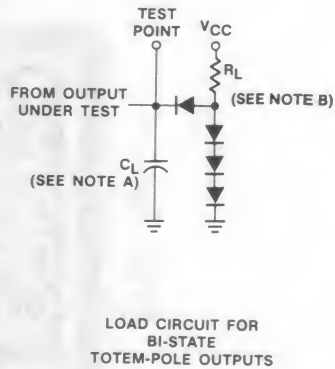 TEST
POINT
VCC
RL
FROM OUTPUT
UNDER TEST
(SEE NOTE B)
CL
(SEE NOTE A)
LOAD CIRCUIT FOR
BI-STATE
TOTEM-POLE OUTPUTS